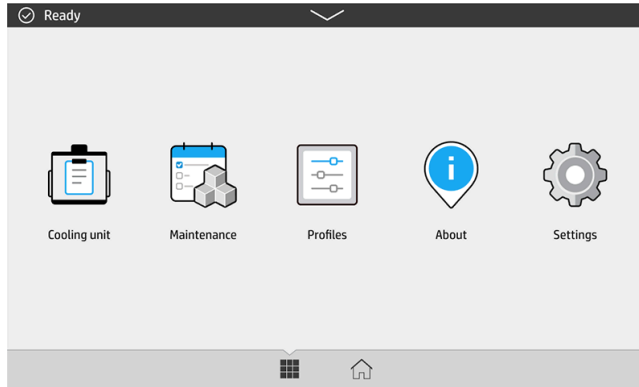 Ready
Cooling unit
Maintenance
Profiles
About
Settings